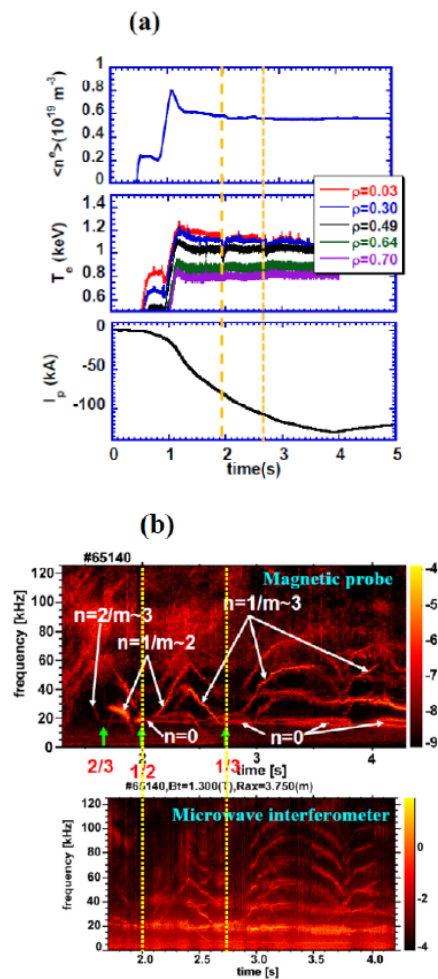 (a)
<nᵉ>(10¹⁹ m⁻³)
1
0.8
0.6
0.4
0.2
0
T_e (keV)
1.4
1.2
1
0.8
0.6
ρ=0.03
ρ=0.30
ρ=0.49
ρ=0.64
ρ=0.70
I_p (kA)
0
-50
-100
0 1 2 3 4 5
time(s)
(b)
#65140
Magnetic probe
frequency [kHz]
120
100
80
60
40
20
0
n=2/m~3
n=1/m~2
n=1/m~3
n=0
n=0
-4
-5
-6
-7
-8
-9
2 3 4
2/3
1/2
1/3
time [s]
#65140,Bt=1.300(T),Rax=3.750(m)
Microwave interferometer
frequency [kHz]
120
100
80
60
40
20
0
2
0
-2
-4
2.0 2.5 3.0 3.5 4.0
time [s]